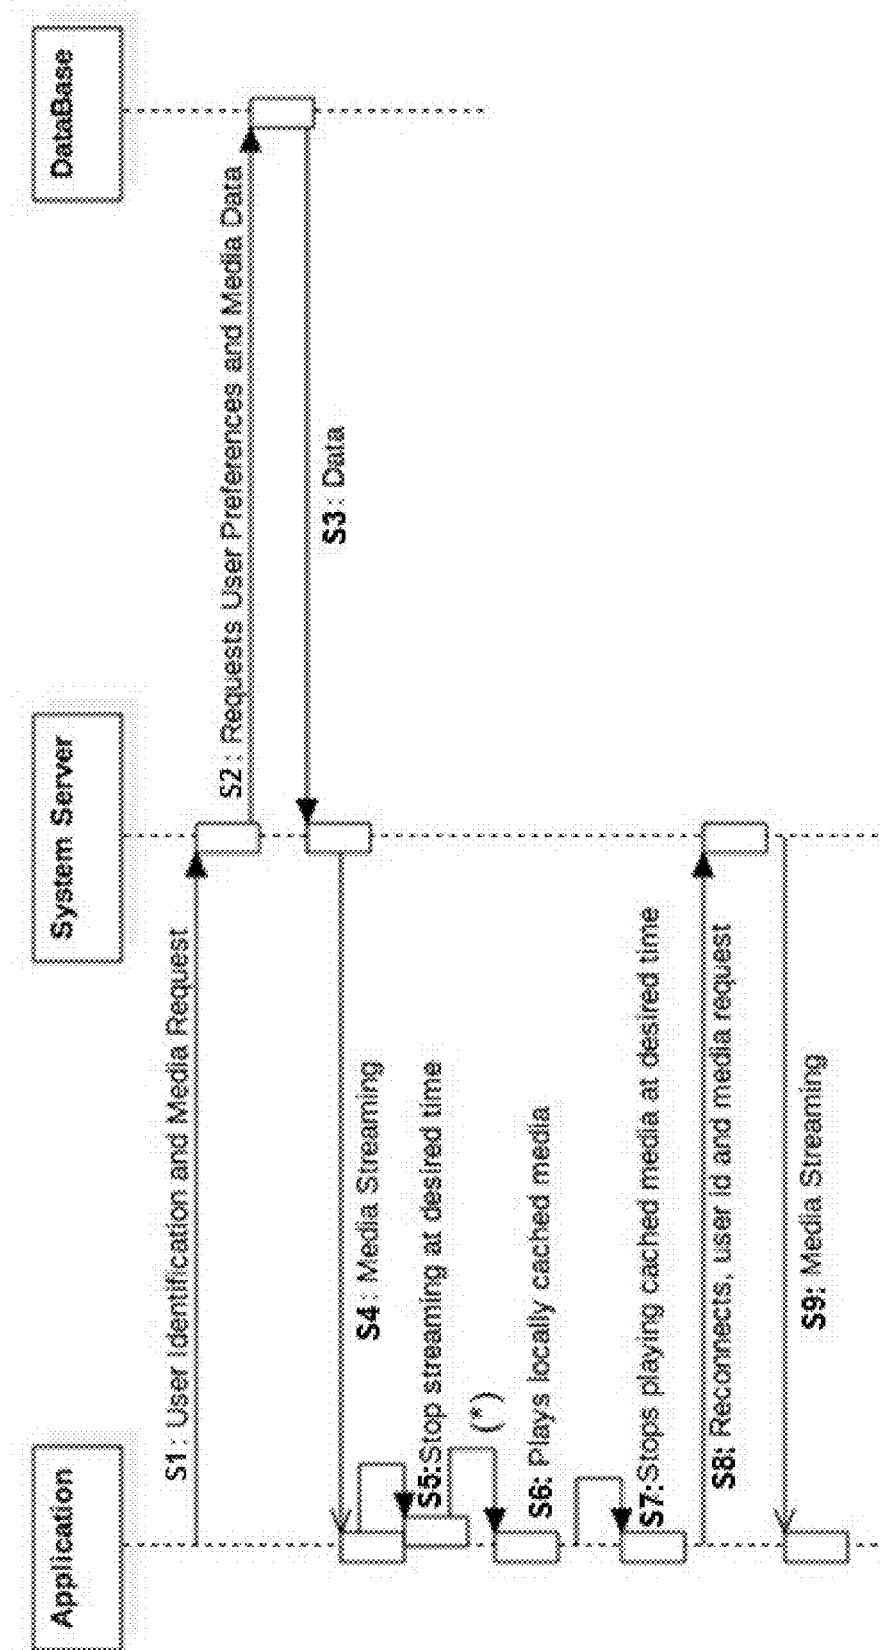 Application
System Server
DataBase
S1: User Identification and Media Request
S2: Requests User Preferences and Media Data
S3: Data
S4: Media Streaming
S5:Stop streaming at desired time
(*)
S6: Plays locally cached media
S7:Stops playing cached media at desired time
S8: Reconnects, user id and media request
S9: Media Streaming